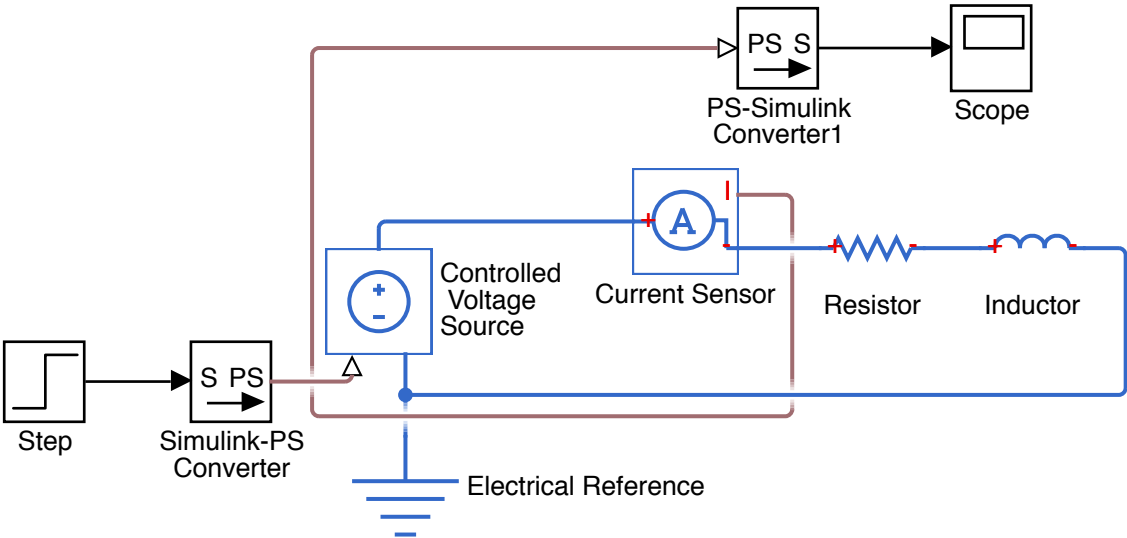 PS S
PS-Simulink
Converter1
Scope
I
+ A -
Current Sensor
+ -
Resistor
+ -
Inductor
+
−
Controlled
Voltage
Source
Step
S PS
Simulink-PS
Converter
Electrical Reference